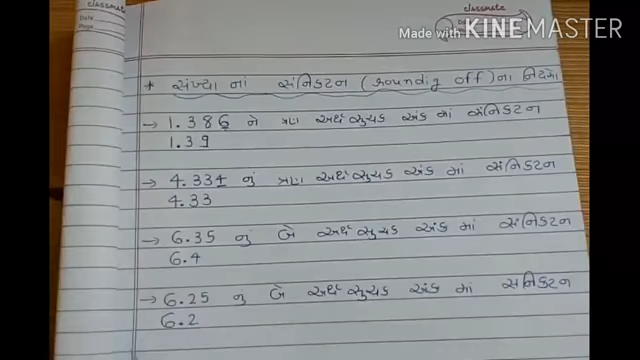 classmate
Date
Page
classmate
Made with KINEMASTER
* સંખ્યા નાં સંનિકટન (rounding off) ના નિયમો
→ 1.386 ને ત્રણ અર્થસુચક અંક માં સંનિકટન
1.39
→ 4.334 નું ત્રણ અર્થસુચક અંક માં સંનિકટન
4.33
→ 6.35 નું બે અર્થસુચક અંક માં સંનિકટન
6.4
→ 6.25 નુ બે અર્થસુચક અંક માં સનિકટન
6.2